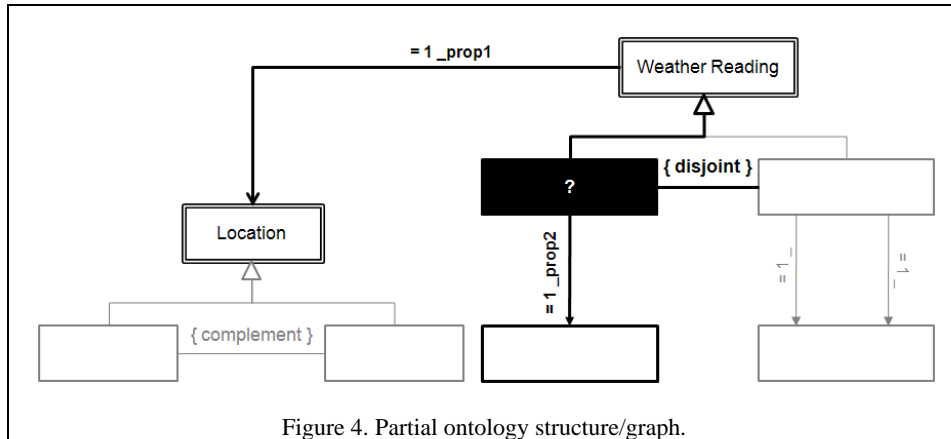 = 1 _prop1
Weather Reading
{ disjoint }
?
Location
= 1 _prop2
= 1 _
= 1 _
{ complement }
Figure 4. Partial ontology structure/graph.